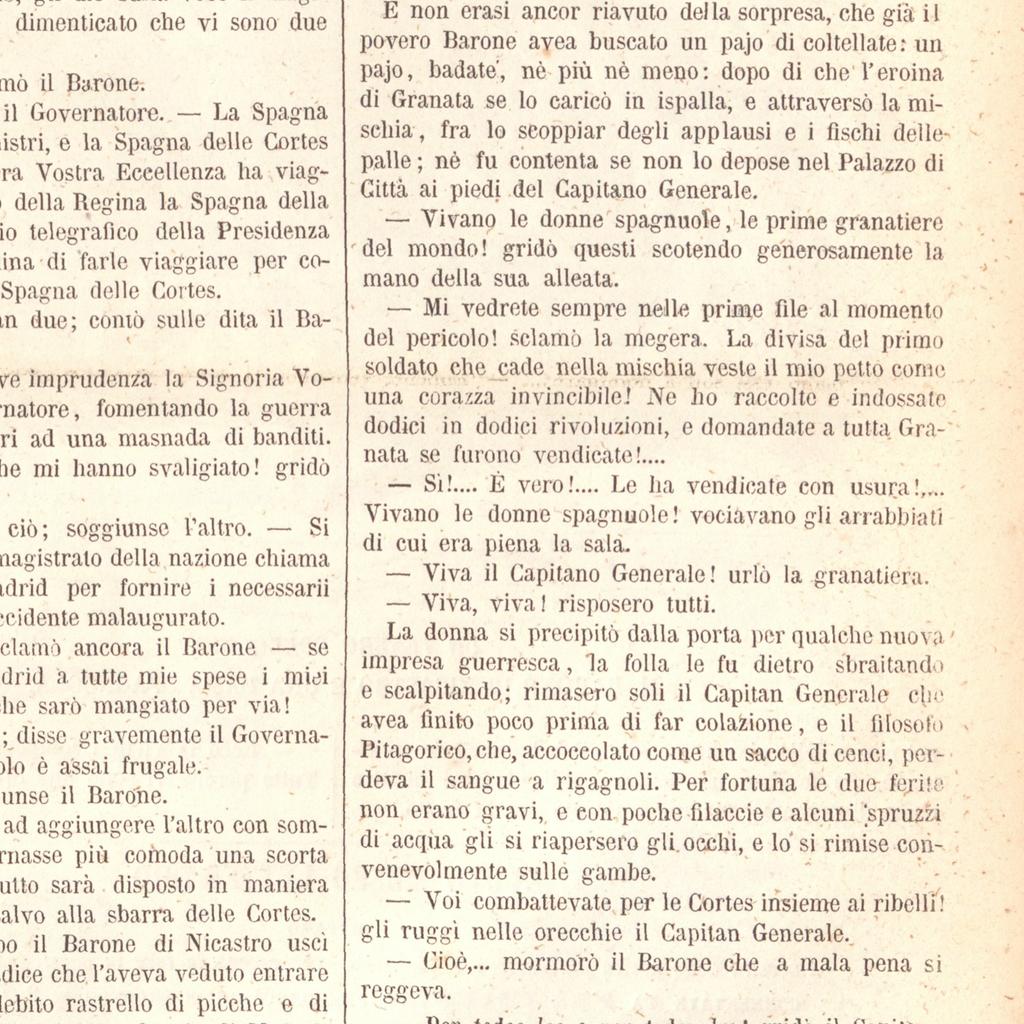 dimenticato che vi sono due
mò il Barone.
il Governatore. — La Spagna
istri, e la Spagna delle Cortes
ra Vostra Eccellenza ha viag-
della Regina la Spagna della
io telegrafico della Presidenza
ina di farle viaggiare per co-
Spagna delle Cortes.
an due; contò sulle dita il Ba-
ve imprudenza la Signoria Vo-
rnatore, fomentando la guerra
ri ad una masnada di banditi.
he mi hanno svaligiato! gridò
ciò; soggiunse l'altro. — Si
magistrato della nazione chiama
adrid per fornire i necessarii
ccidente malaugurato.
clamò ancora il Barone — se
drid a tutte mie spese i miei
he sarò mangiato per via!
; disse gravemente il Governa-
olo è assai frugale.
unse il Barone.
ad aggiungere l'altro con som-
rnasse più comoda una scorta
utto sarà disposto in maniera
alvo alla sbarra delle Cortes.
po il Barone di Nicastro uscì
dice che l'aveva veduto entrare
lebito rastrello di picche e di
E non erasi ancor riavuto della sorpresa, che già il
povero Barone avea buscato un pajo di coltellate: un
pajo, badate, nè più nè meno: dopo di che l'eroina
di Granata se lo caricò in ispalla, e attraversò la mi-
schia, fra lo scoppiar degli applausi e i fischi delle
palle; nè fu contenta se non lo depose nel Palazzo di
Città ai piedi del Capitano Generale.
— Vivano le donne spagnuole, le prime granatiere
del mondo! gridò questi scotendo generosamente la
mano della sua alleata.
— Mi vedrete sempre nelle prime file al momento
del pericolo! sclamò la megera. La divisa del primo
soldato che cade nella mischia veste il mio petto come
una corazza invincibile! Ne ho raccolte e indossate
dodici in dodici rivoluzioni, e domandate a tutta Gra-
nata se furono vendicate!....
— Sì!.... È vero!.... Le ha vendicate con usura!....
Vivano le donne spagnuole! vociavano gli arrabbiati
di cui era piena la sala.
— Viva il Capitano Generale! urlò la granatiera.
— Viva, viva! risposero tutti.
La donna si precipitò dalla porta per qualche nuova
impresa guerresca, la folla le fu dietro sbraitando
e scalpitando; rimasero soli il Capitan Generale che
avea finito poco prima di far colazione, e il filosofo
Pitagorico, che, accoccolato come un sacco di cenci, per-
deva il sangue a rigagnoli. Per fortuna le due ferite
non erano gravi, e con poche filaccie e alcuni spruzzi
di acqua gli si riapersero gli occhi, e lo si rimise con-
venevolmente sulle gambe.
— Voi combattevate per le Cortes insieme ai ribelli!
gli ruggì nelle orecchie il Capitan Generale.
— Cioè,... mormorò il Barone che a mala pena si
reggeva.